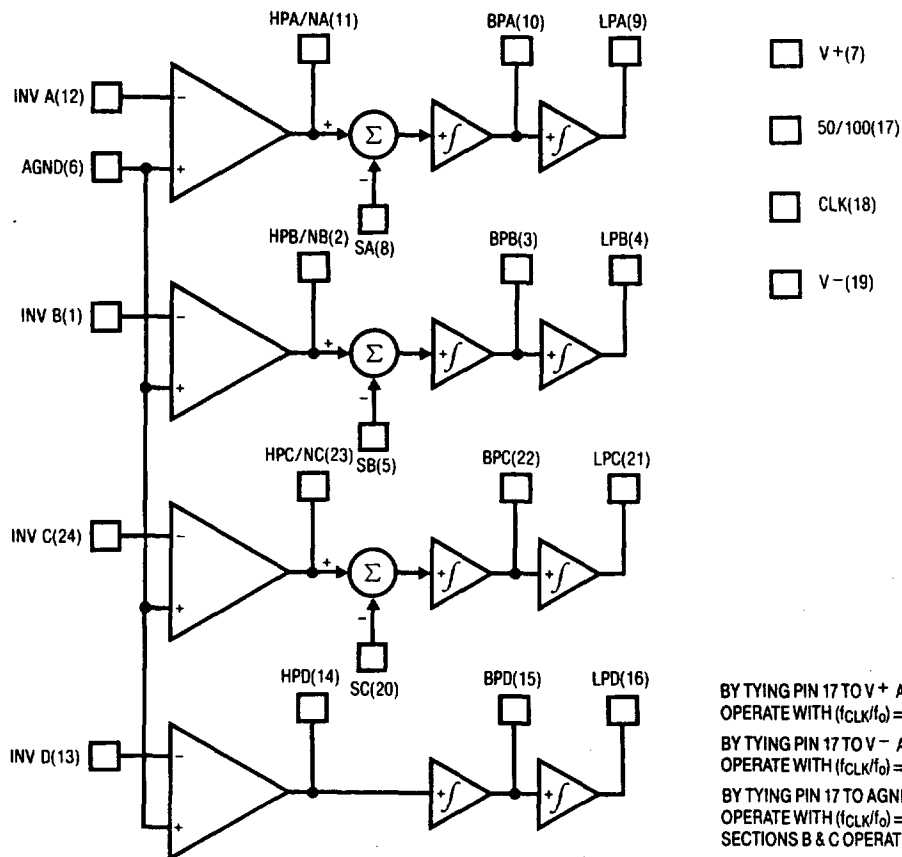 HPA/NA(11)
BPA(10)
LPA(9)
V+(7)
INV A(12)
−
+
Σ
+∫
+∫
50/100(17)
AGND(6)
+
−
SA(8)
CLK(18)
HPB/NB(2)
BPB(3)
LPB(4)
V−(19)
INV B(1)
−
+
Σ
+∫
+∫
+
−
SB(5)
HPC/NC(23)
BPC(22)
LPC(21)
INV C(24)
−
+
Σ
+∫
+∫
+
−
SC(20)
HPD(14)
BPD(15)
LPD(16)
INV D(13)
−
+∫
+∫
+
BY TYING PIN 17 TO V+ A
OPERATE WITH (fCLK/fo) =
BY TYING PIN 17 TO V− A
OPERATE WITH (fCLK/fo) =
BY TYING PIN 17 TO AGN
OPERATE WITH (fCLK/fo) =
SECTIONS B & C OPERAT